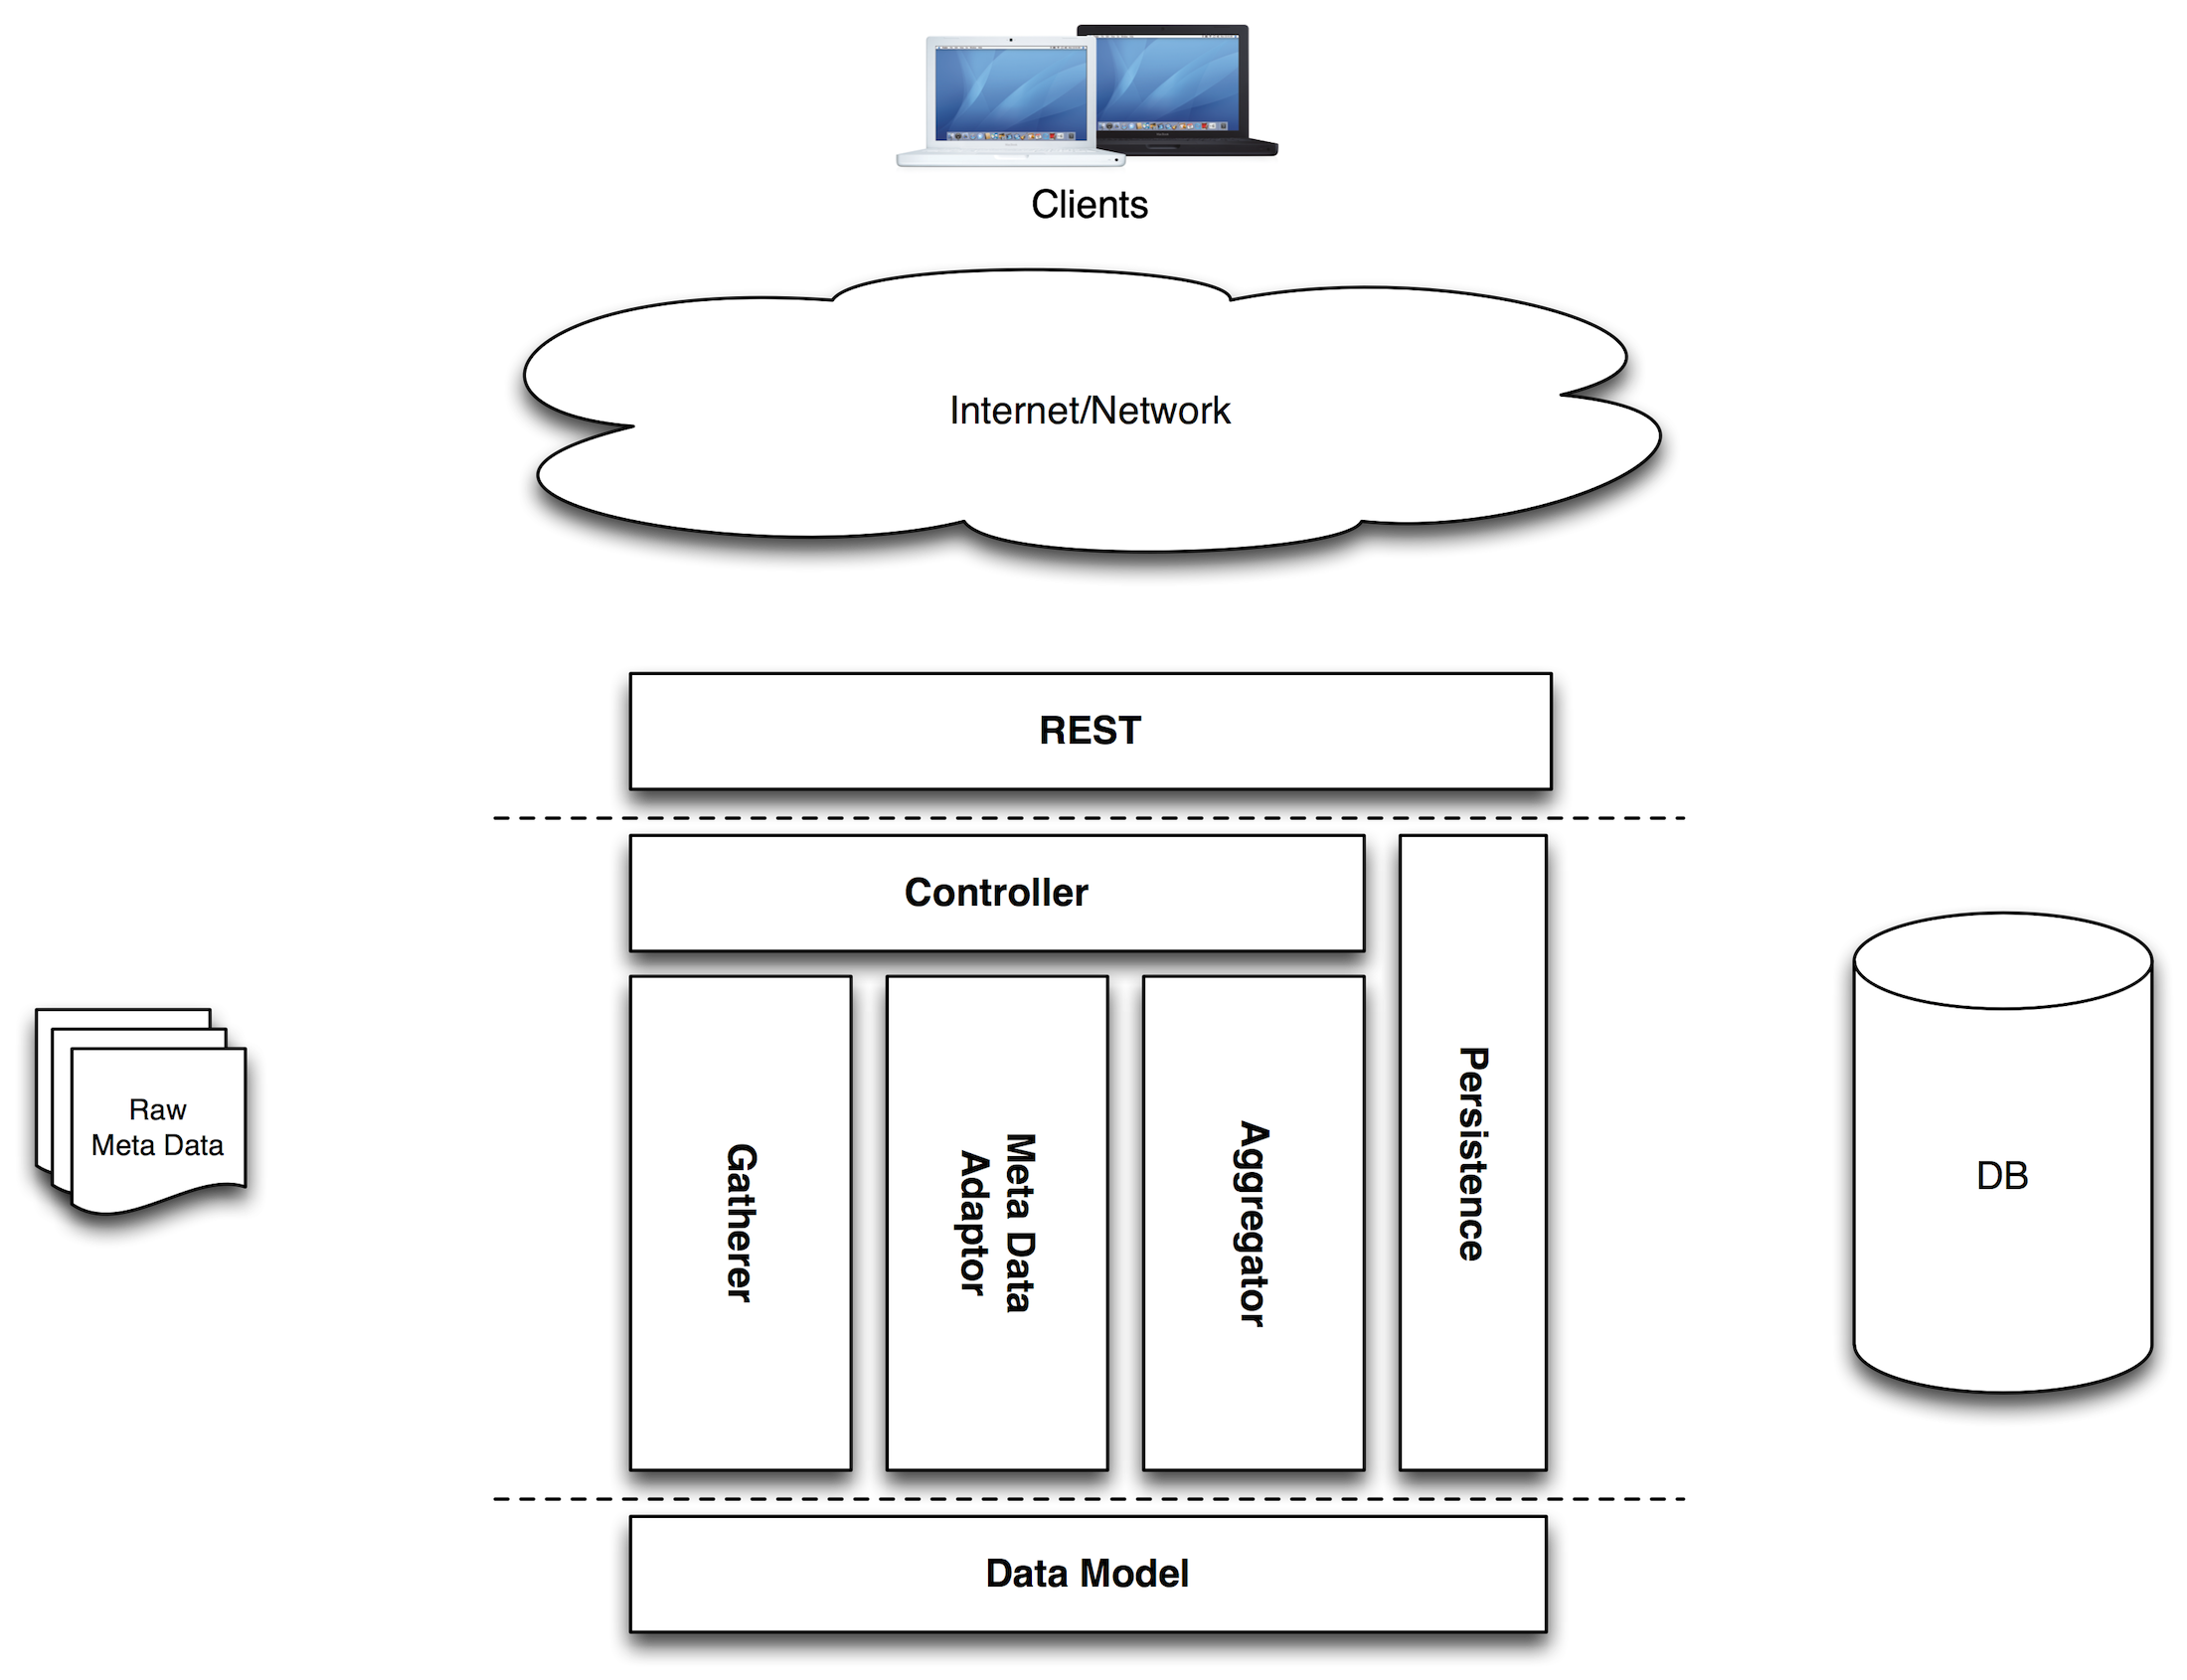 Clients
Internet/Network
REST
Controller
Gatherer
Meta Data
Adaptor
Aggregator
Persistence
Raw
Meta Data
DB
Data Model